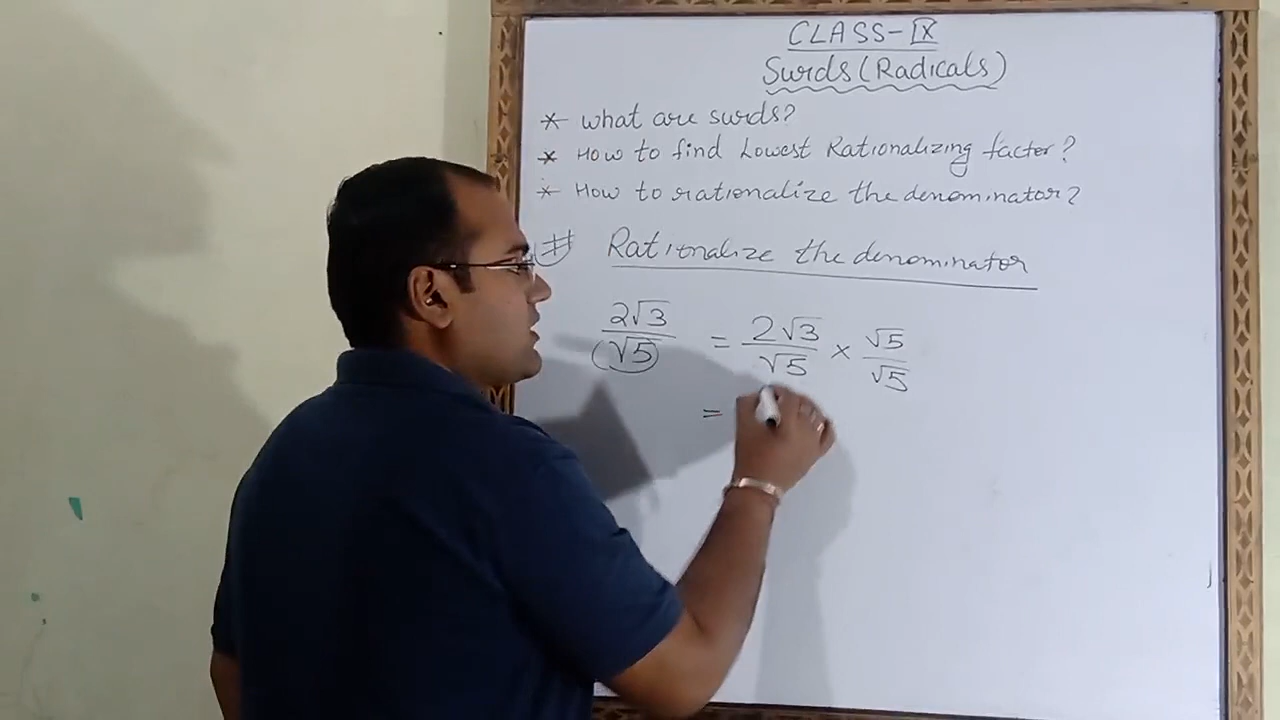 CLASS-IX
Surds (Radicals)
* What are surds?
* How to find Lowest Rationalizing factor?
* How to rationalize the denominator?
# Rationalize the denominator
2√3/√5 = 2√3/√5 × √5/√5
=